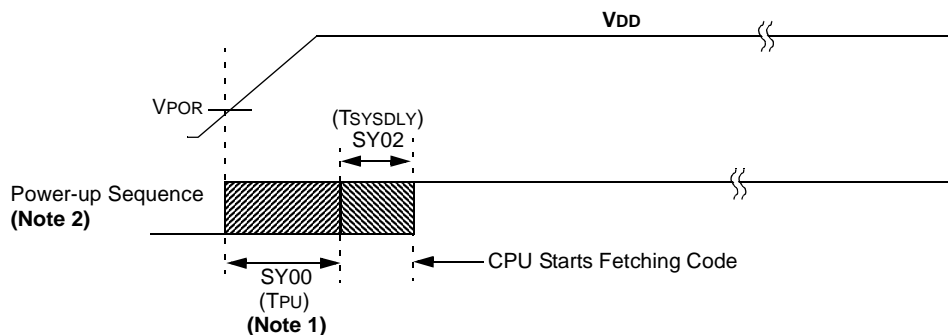 VDD
VPOR
(TSYSDLY)
SY02
Power-up Sequence
(Note 2)
CPU Starts Fetching Code
SY00
(TPU)
(Note 1)